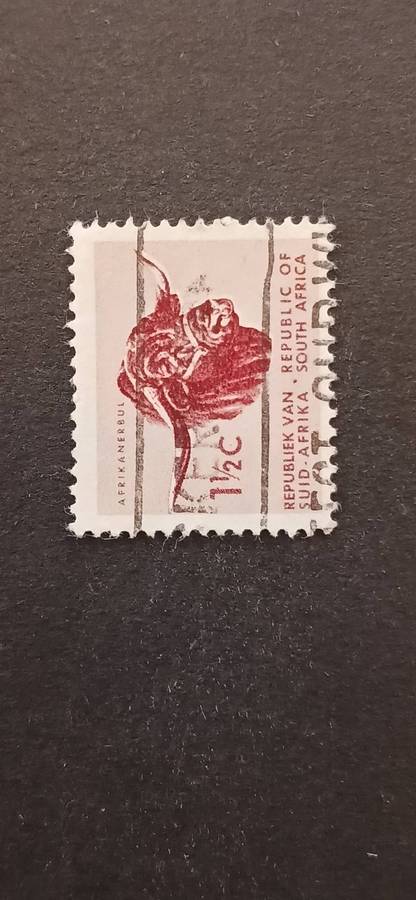 AFRIKANERBUL
1½C
REPUBLIEK VAN · REPUBLIC OF
SUID-AFRIKA SOUTH AFRICA